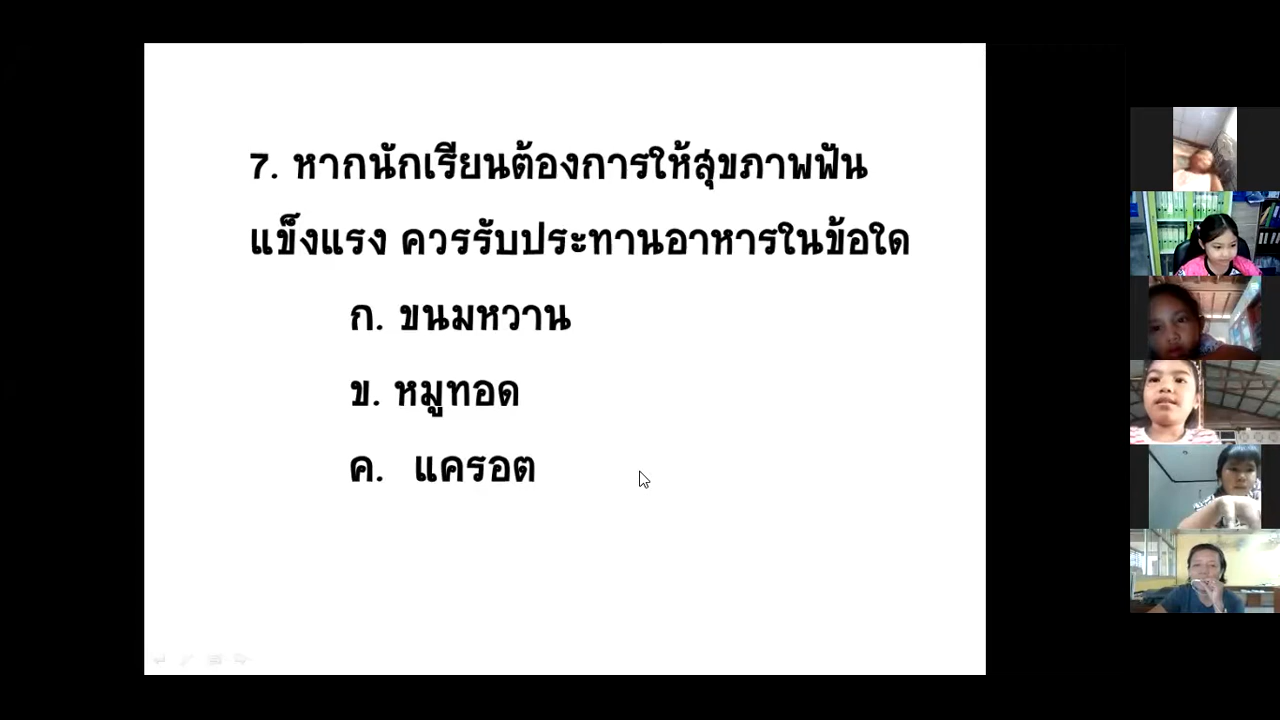 7. หากนักเรียนต้องการให้สุขภาพฟัน
แข็งแรง ควรรับประทานอาหารในข้อใด
ก. ขนมหวาน
ข. หมูทอด
ค. แครอต